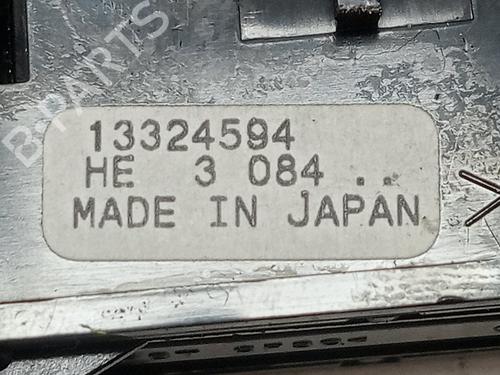 B-PARTS
13324594
HE 3 084 ..
MADE IN JAPAN